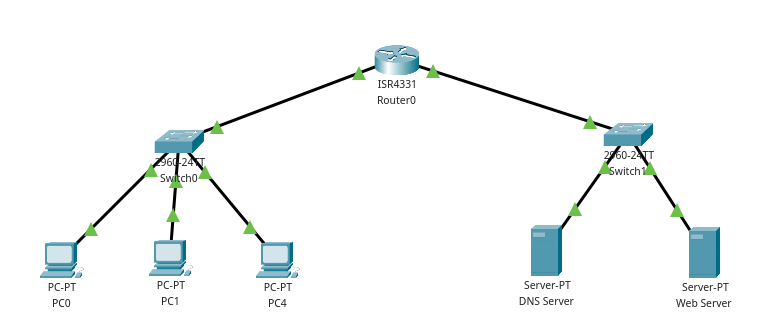 ISR4331
Router0
2960-24TT
Switch0
2960-24TT
Switch1
PC-PT
PC0
PC-PT
PC1
PC-PT
PC4
Server-PT
DNS Server
Server-PT
Web Server